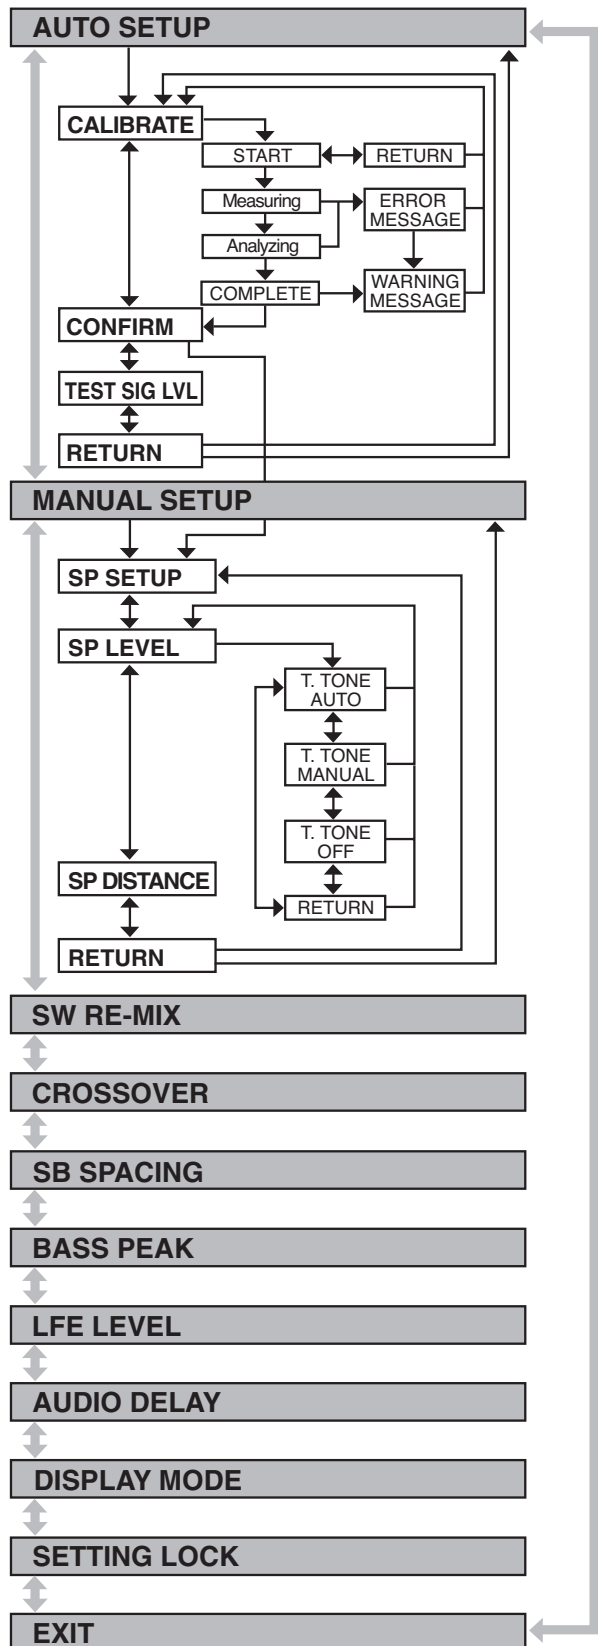 AUTO SETUP
CALIBRATE
START
RETURN
Measuring
ERROR
MESSAGE
Analyzing
COMPLETE
WARNING
MESSAGE
CONFIRM
TEST SIG LVL
RETURN
MANUAL SETUP
SP SETUP
SP LEVEL
T. TONE
AUTO
T. TONE
MANUAL
T. TONE
OFF
SP DISTANCE
RETURN
RETURN
SW RE-MIX
CROSSOVER
SB SPACING
BASS PEAK
LFE LEVEL
AUDIO DELAY
DISPLAY MODE
SETTING LOCK
EXIT